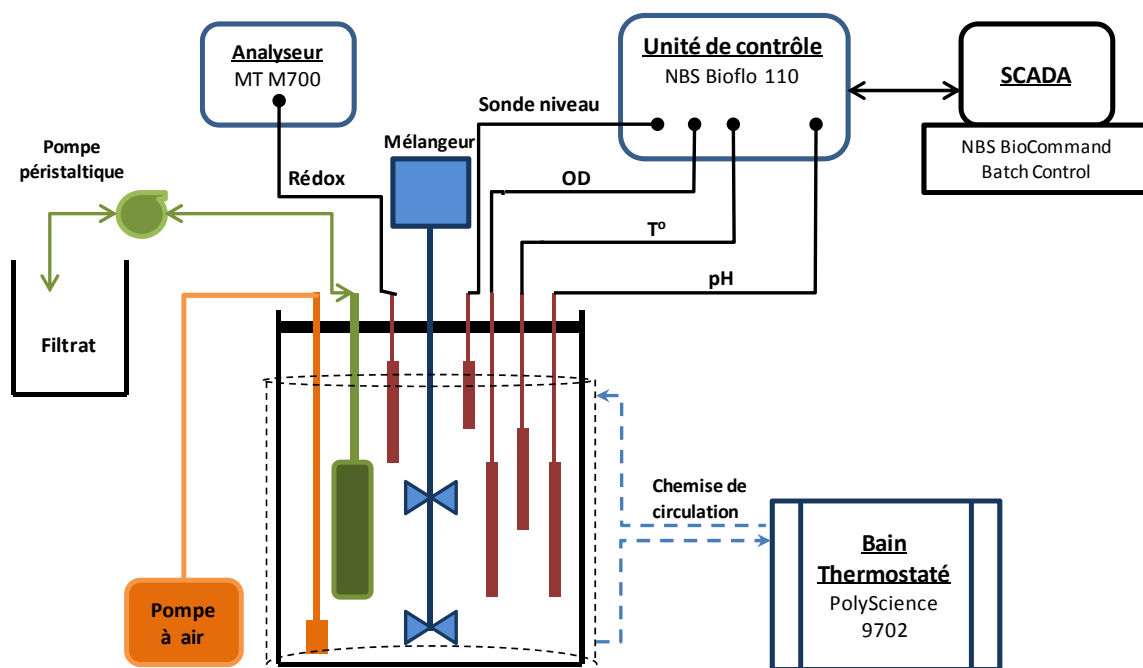 Analyseur
MT M700
Unité de contrôle
NBS Bioflo 110
SCADA
NBS BioCommand
Batch Control
Sonde niveau
Mélangeur
Pompe
péristaltique
Rédox
OD
Tº
pH
Filtrat
Chemise de
circulation
Pompe
à air
Bain
Thermostaté
PolyScience
9702